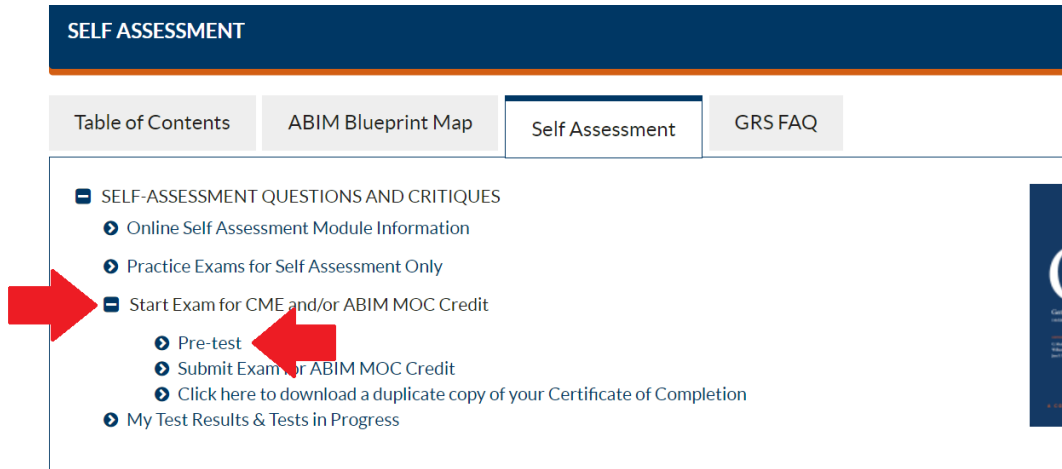 SELF ASSESSMENT
Table of Contents
ABIM Blueprint Map
Self Assessment
GRS FAQ
SELF-ASSESSMENT QUESTIONS AND CRITIQUES
Online Self Assessment Module Information
Practice Exams for Self Assessment Only
Start Exam for CME and/or ABIM MOC Credit
Pre-test
Submit Exam for ABIM MOC Credit
Click here to download a duplicate copy of your Certificate of Completion
My Test Results & Tests in Progress